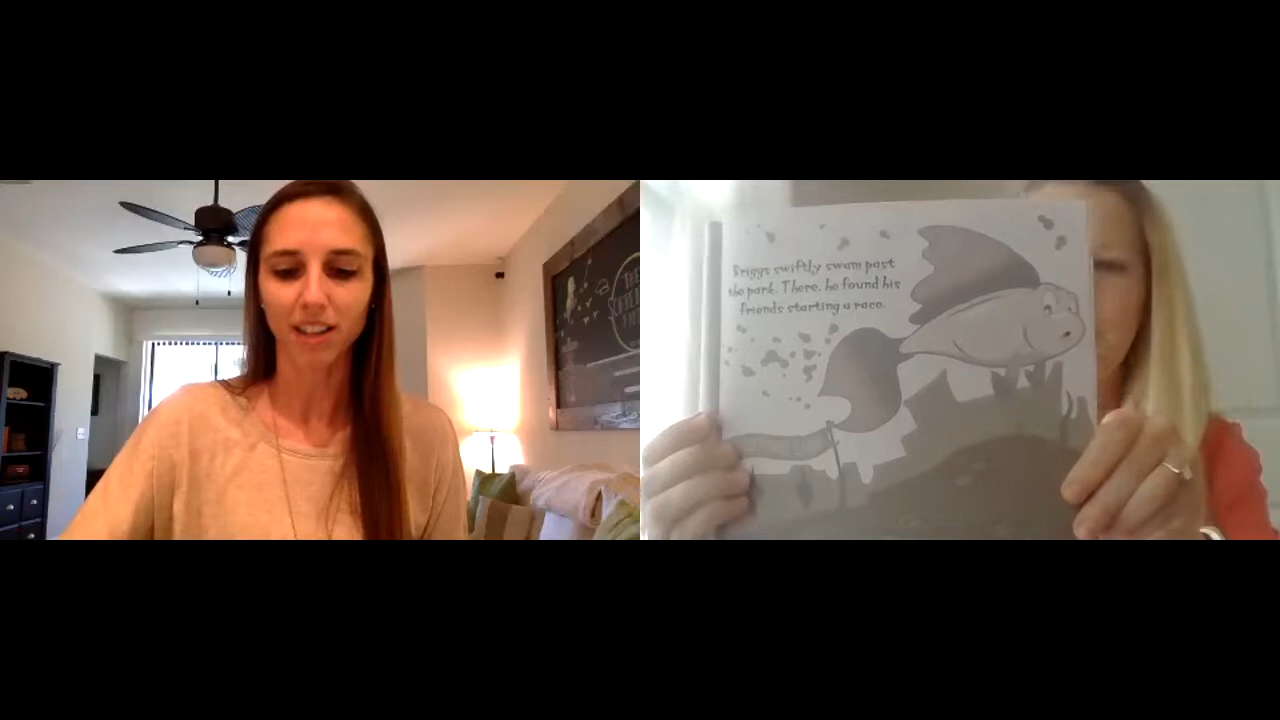 Briggs swiftly swam past
the park. There, he found his
friends starting a race.